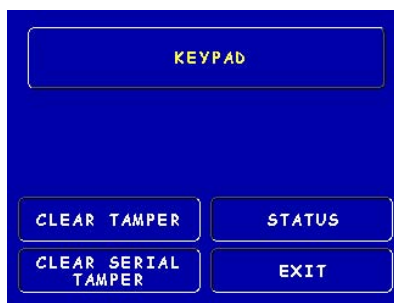 KEYPAD
CLEAR TAMPER
STATUS
CLEAR SERIAL
TAMPER
EXIT